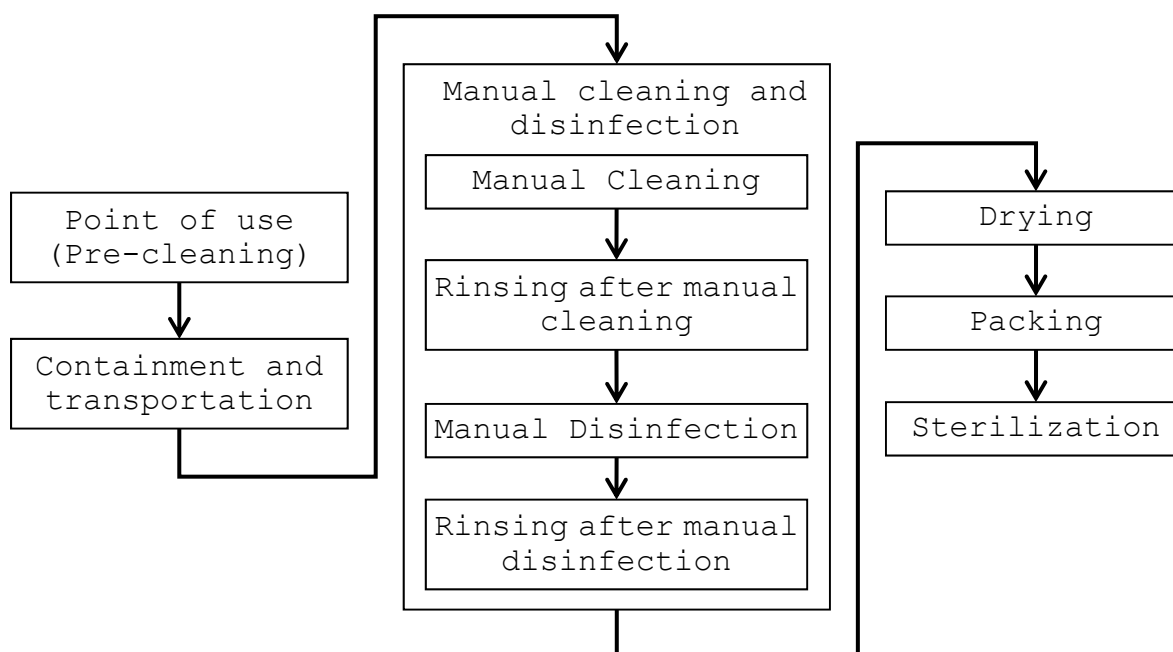 Point of use
(Pre-cleaning)
Containment and
transportation
Manual cleaning and
disinfection
Manual Cleaning
Rinsing after manual
cleaning
Manual Disinfection
Rinsing after manual
disinfection
Drying
Packing
Sterilization